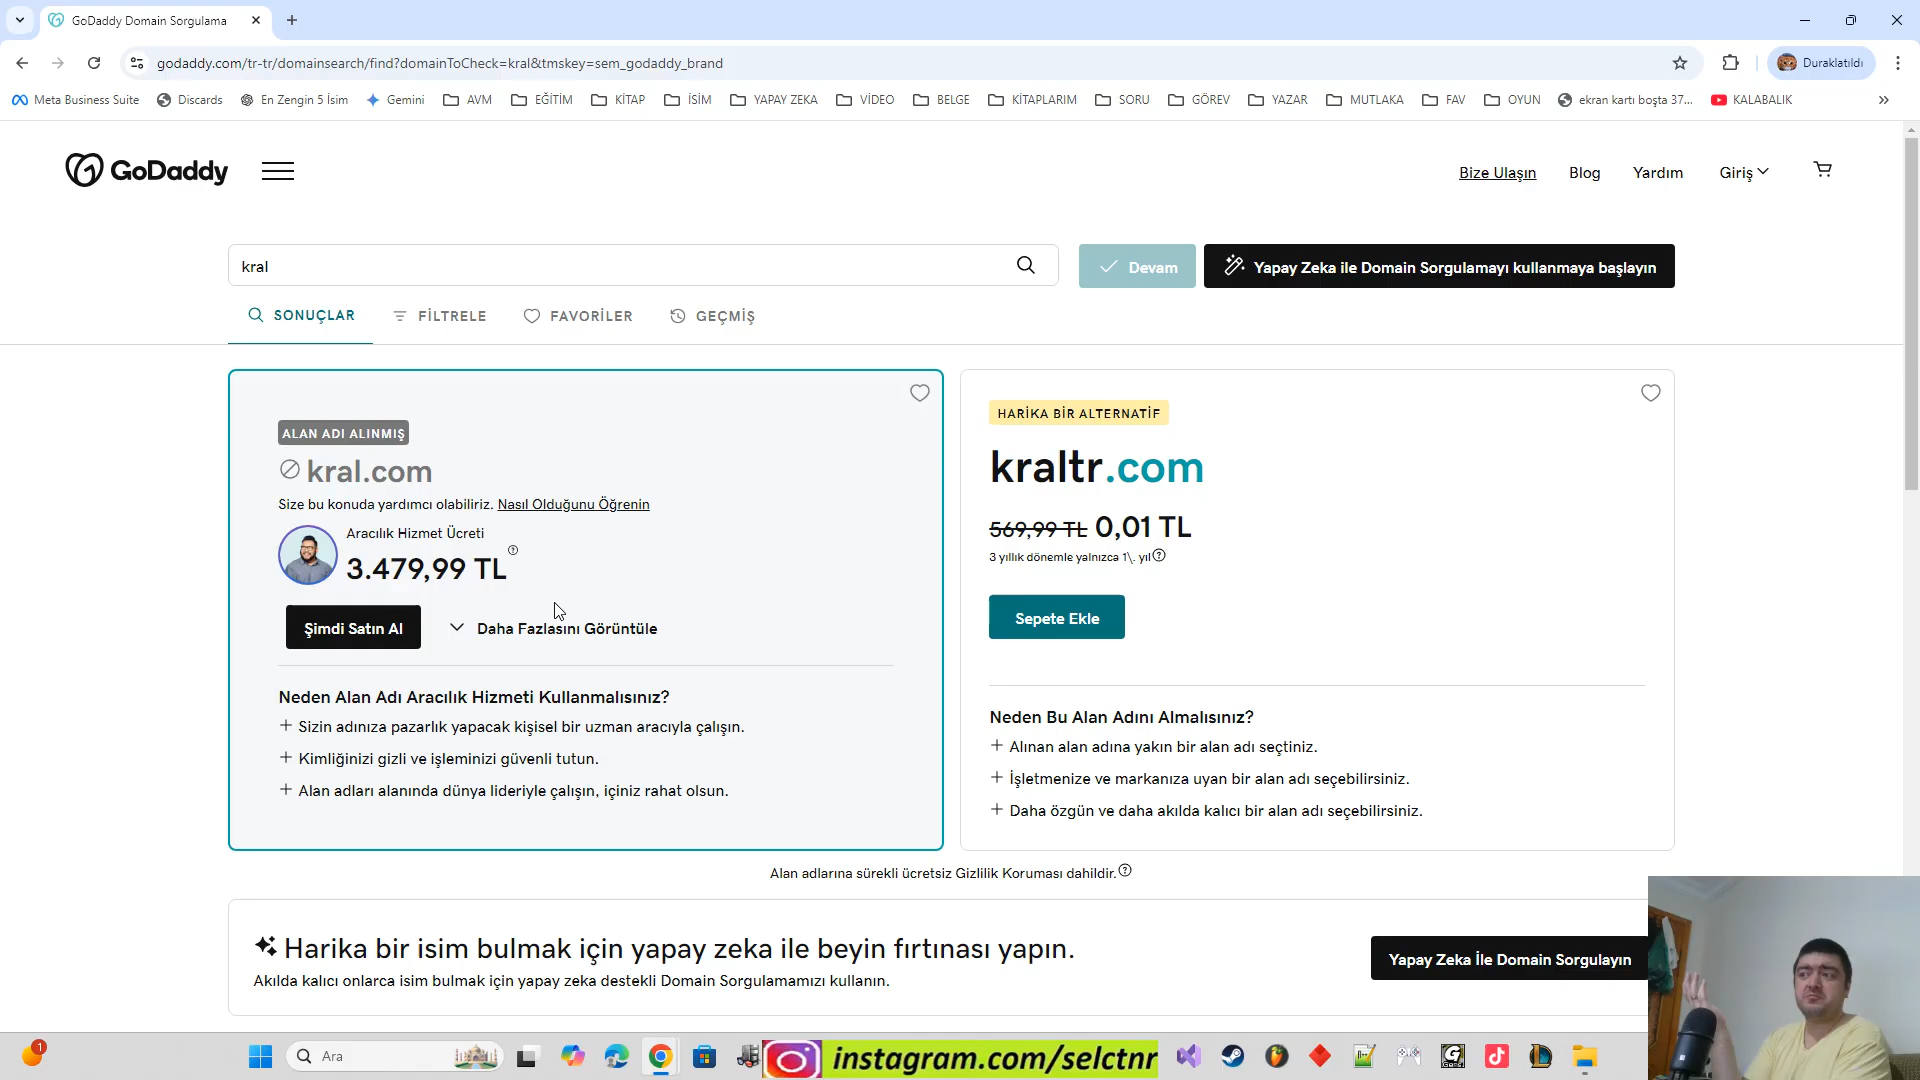 GoDaddy Domain Sorgulama
godaddy.com/tr-tr/domainsearch/find?domainToCheck=kral&tmskey=sem_godaddy_brand
Duraklatıldı
Meta Business Suite
Discards
En Zengin 5 İsim
Gemini
AVM
EĞİTİM
KİTAP
İSİM
YAPAY ZEKA
VİDEO
BELGE
KİTAPLARIM
SORU
GÖREV
YAZAR
MUTLAKA
FAV
OYUN
ekran kartı boşta 37...
KALABALIK
GoDaddy
Bize Ulaşın
Blog
Yardım
Giriş
kral
Devam
Yapay Zeka ile Domain Sorgulamayı kullanmaya başlayın
SONUÇLAR
FİLTRELE
FAVORİLER
GEÇMİŞ
ALAN ADI ALINMIŞ
kral.com
Size bu konuda yardımcı olabiliriz. Nasıl Olduğunu Öğrenin
Aracılık Hizmet Ücreti
3.479,99 TL
Şimdi Satın Al
Daha Fazlasını Görüntüle
Neden Alan Adı Aracılık Hizmeti Kullanmalısınız?
+ Sizin adınıza pazarlık yapacak kişisel bir uzman aracıyla çalışın.
+ Kimliğinizi gizli ve işleminizi güvenli tutun.
+ Alan adları alanında dünya lideriyle çalışın, içiniz rahat olsun.
HARİKA BİR ALTERNATİF
kraltr.com
569,99 TL 0,01 TL
3 yıllık dönemle yalnızca 1\. yıl
Sepete Ekle
Neden Bu Alan Adını Almalısınız?
+ Alınan alan adına yakın bir alan adı seçtiniz.
+ İşletmenize ve markanıza uyan bir alan adı seçebilirsiniz.
+ Daha özgün ve daha akılda kalıcı bir alan adı seçebilirsiniz.
Alan adlarına sürekli ücretsiz Gizlilik Koruması dahildir.
Harika bir isim bulmak için yapay zeka ile beyin fırtınası yapın.
Akılda kalıcı onlarca isim bulmak için yapay zeka destekli Domain Sorgulamamızı kullanın.
Yapay Zeka İle Domain Sorgulayın
1
Ara
instagram.com/selctnr